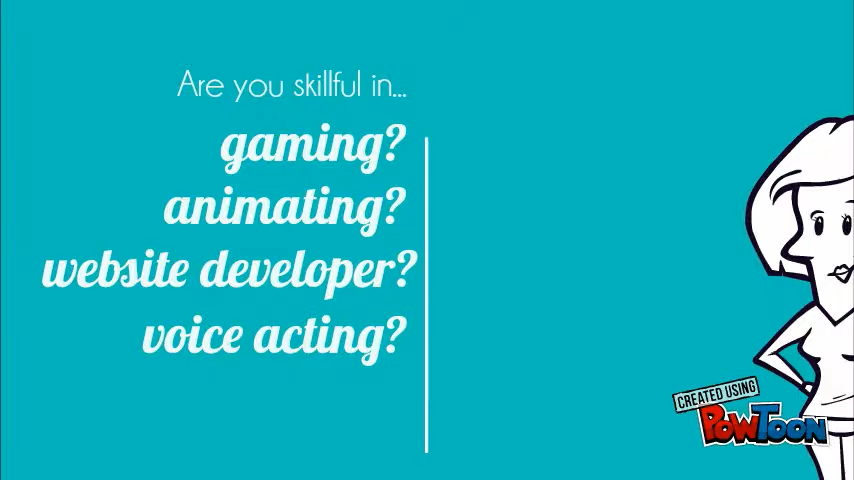 Are you skillful in...
gaming?
animating?
website developer?
voice acting?
CREATED USING
POWTOON